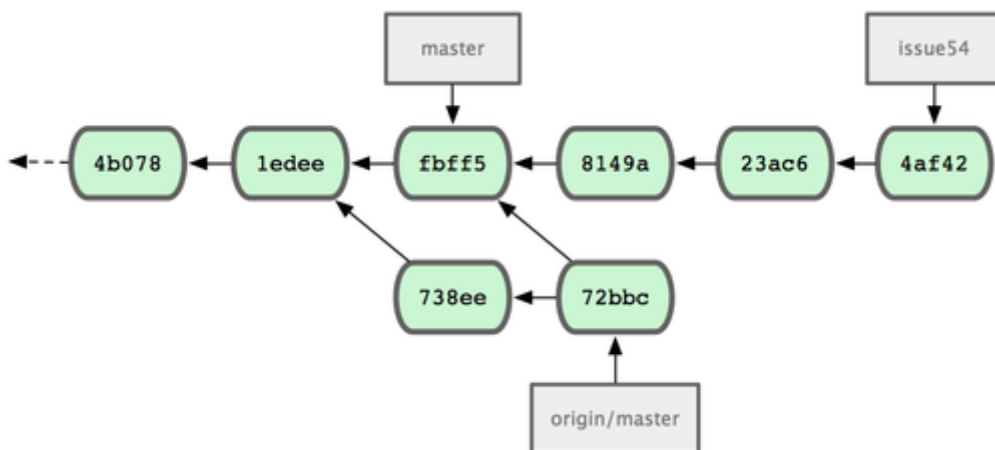 master issue54
4b078 1edee fbff5 8149a 23ac6 4af42
738ee 72bbc
origin/master